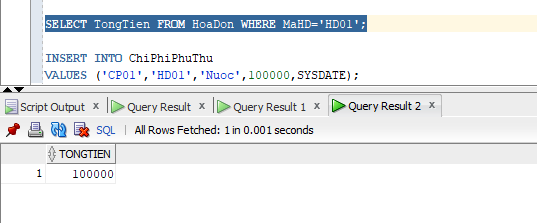 SELECT TongTien FROM HoaDon WHERE MaHD='HD01';
INSERT INTO ChiPhiPhuThu
VALUES ('CP01','HD01','Nuoc',100000,SYSDATE);
Script Output x Query Result x Query Result 1 x Query Result 2 x
SQL | All Rows Fetched: 1 in 0.001 seconds
TONGTIEN
1 100000